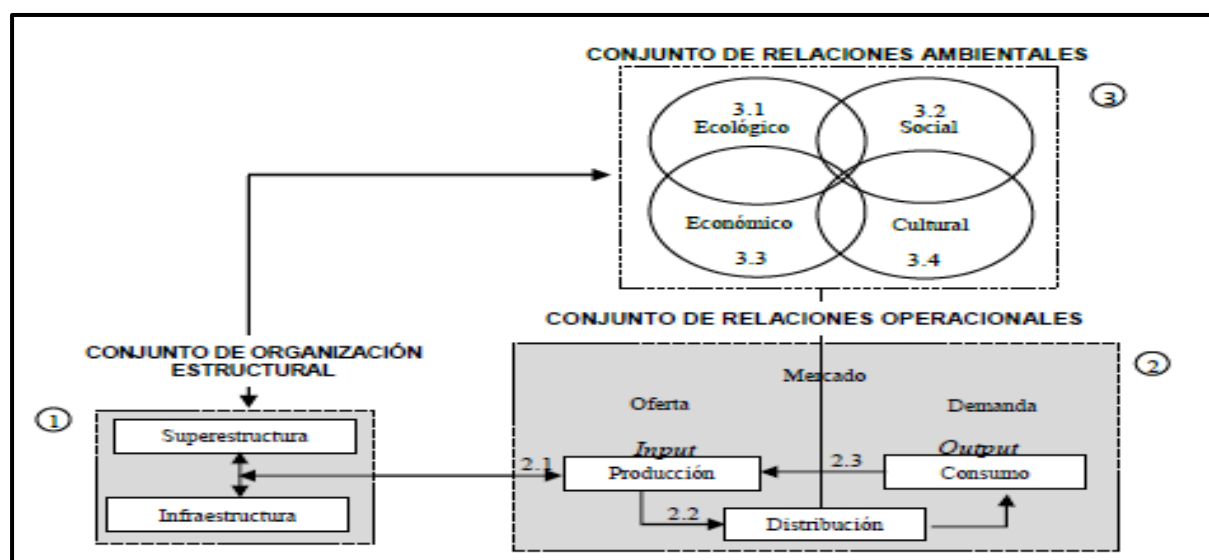 CONJUNTO DE RELACIONES AMBIENTALES
3
3.1
Ecológico
3.2
Social
Económico
3.3
Cultural
3.4
CONJUNTO DE RELACIONES OPERACIONALES
2
Mercado
Oferta
Demanda
Input
Output
2.1
Producción
2.3
Consumo
2.2
Distribución
CONJUNTO DE ORGANIZACIÓN
ESTRUCTURAL
1
Superestructura
Infraestructura